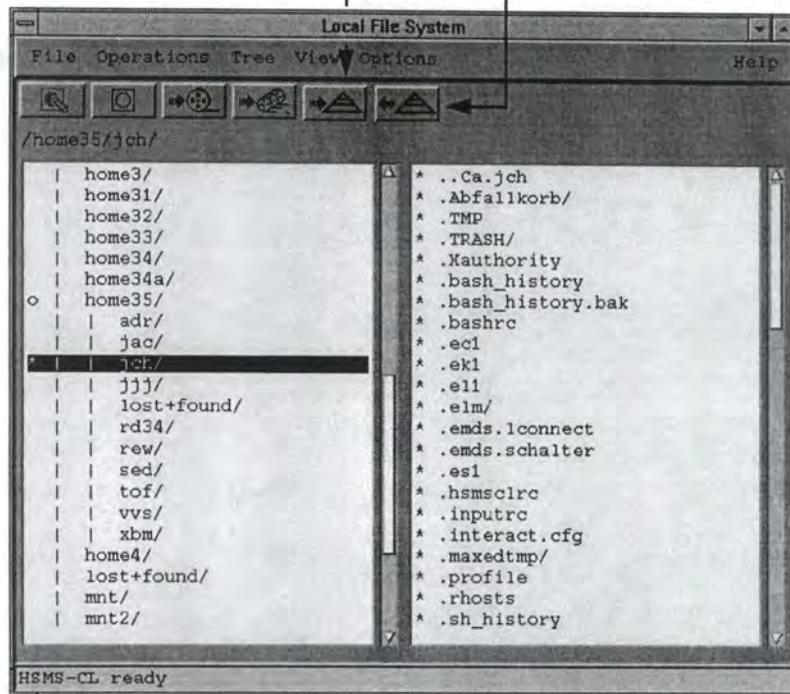 Local File System
File Operations Tree View Options Help
/home35/jch/
| home3/
| home31/
| home32/
| home33/
| home34/
| home34a/
o | home35/
| | adr/
| | jac/
* | | jch/
| | jjj/
| | lost+found/
| | rd34/
| | rew/
| | sed/
| | tof/
| | vvs/
| | xbm/
| home4/
| lost+found/
| mnt/
| mnt2/
* ..Ca.jch
* .Abfallkorb/
* .TMP
* .TRASH/
* .Xauthority
* .bash_history
* .bash_history.bak
* .bashrc
* .ec1
* .ek1
* .el1
* .elm/
* .emds.lconnect
* .emds.schalter
* .es1
* .hsmsclrc
* .inputrc
* .interact.cfg
* .maxedtmp/
* .profile
* .rhosts
* .sh_history
HSMS-CL ready